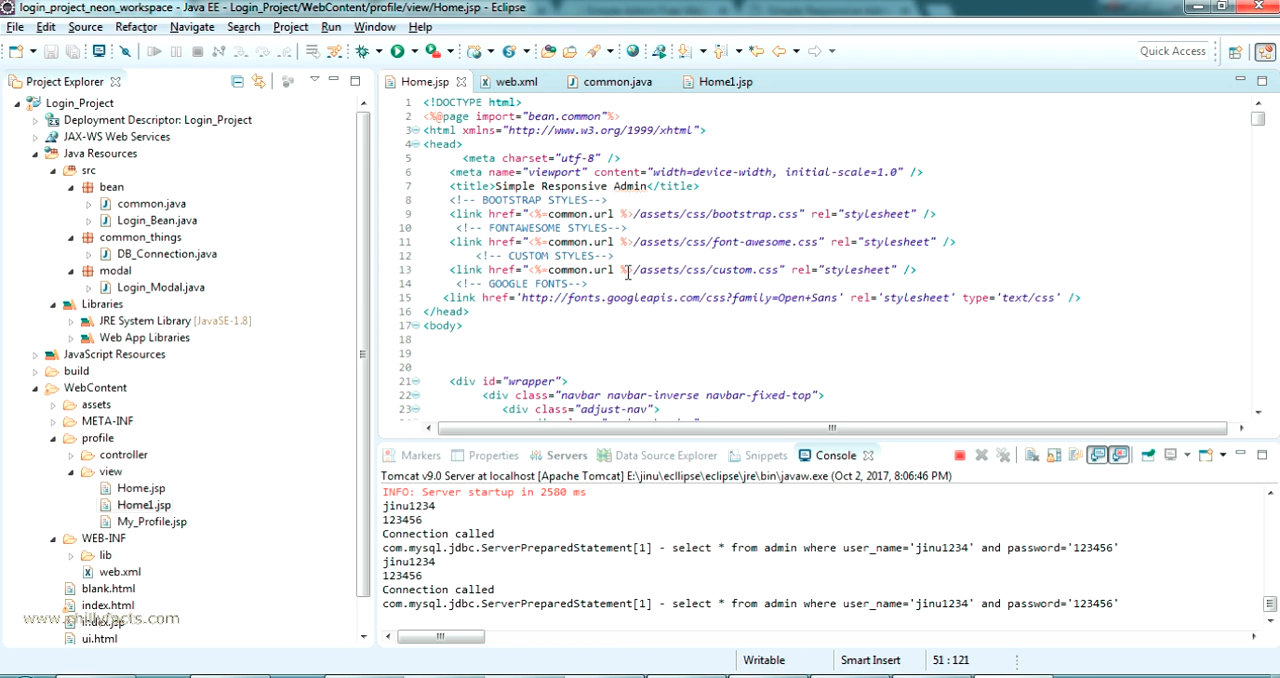 login_project_neon_workspace - Java EE - Login_Project/WebContent/profile/view/Home.jsp - Eclipse
File Edit Source Refactor Navigate Search Project Run Window Help
Quick Access
Project Explorer
Home.jsp web.xml common.java Home1.jsp
Login_Project
Deployment Descriptor: Login_Project
JAX-WS Web Services
Java Resources
src
bean
common.java
Login_Bean.java
common_things
DB_Connection.java
modal
Login_Modal.java
Libraries
JRE System Library [JavaSE-1.8]
Web App Libraries
JavaScript Resources
build
WebContent
assets
META-INF
profile
controller
view
Home.jsp
Home1.jsp
My_Profile.jsp
WEB-INF
lib
web.xml
blank.html
index.html
www.phillyfacts.com
ui.html
1 <!DOCTYPE html>
2 <%@page import="bean.common"%>
3 <html xmlns="http://www.w3.org/1999/xhtml">
4 <head>
5 <meta charset="utf-8" />
6 <meta name="viewport" content="width=device-width, initial-scale=1.0" />
7 <title>Simple Responsive Admin</title>
8 <!-- BOOTSTRAP STYLES-->
9 <link href="<%=common.url %>/assets/css/bootstrap.css" rel="stylesheet" />
10 <!-- FONTAWESOME STYLES-->
11 <link href="<%=common.url %>/assets/css/font-awesome.css" rel="stylesheet" />
12 <!-- CUSTOM STYLES-->
13 <link href="<%=common.url %>/assets/css/custom.css" rel="stylesheet" />
14 <!-- GOOGLE FONTS-->
15 <link href='http://fonts.googleapis.com/css?family=Open+Sans' rel='stylesheet' type='text/css' />
16 </head>
17 <body>
18
19
20
21 <div id="wrapper">
22 <div class="navbar navbar-inverse navbar-fixed-top">
23 <div class="adjust-nav">
Markers Properties Servers Data Source Explorer Snippets Console
Tomcat v9.0 Server at localhost [Apache Tomcat] E:\jinu\ecllipse\eclipse\jre\bin\javaw.exe (Oct 2, 2017, 8:06:46 PM)
INFO: Server startup in 2580 ms
jinu1234
123456
Connection called
com.mysql.jdbc.ServerPreparedStatement[1] - select * from admin where user_name='jinu1234' and password='123456'
jinu1234
123456
Connection called
com.mysql.jdbc.ServerPreparedStatement[1] - select * from admin where user_name='jinu1234' and password='123456'
Writable Smart Insert 51 : 121